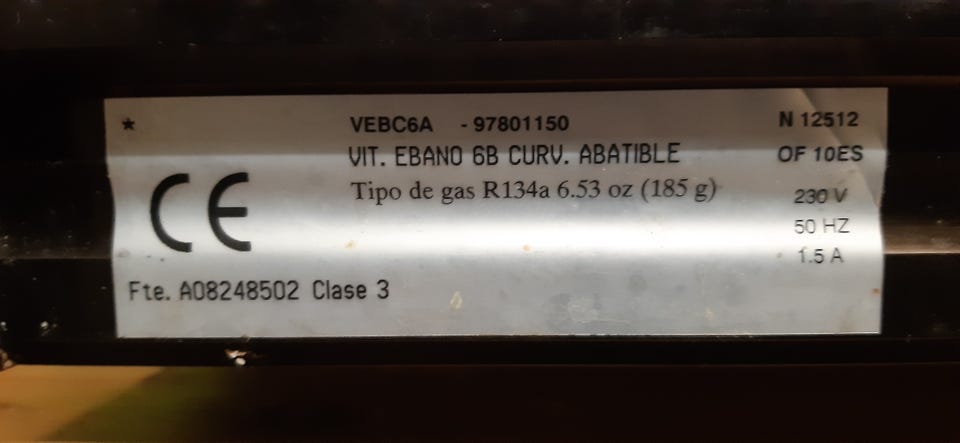 * VEBC6A - 97801150 N 12512
VIT. EBANO 6B CURV. ABATIBLE OF 10ES
Tipo de gas R134a 6.53 oz (185 g) 230 V
CE 50 HZ
1.5 A
Fte. A08248502 Clase 3